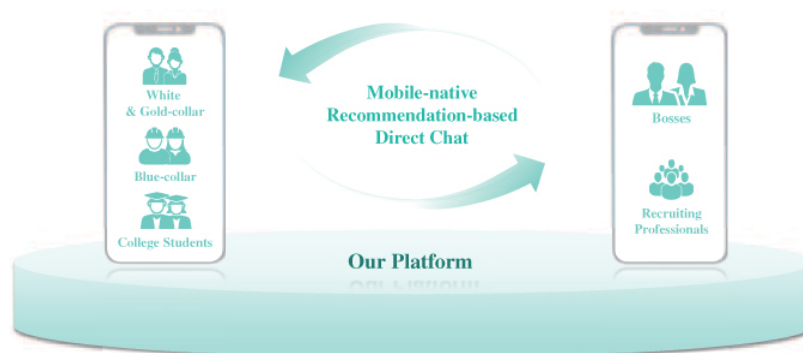 White
& Gold-collar
Blue-collar
College Students
Mobile-native
Recommendation-based
Direct Chat
Bosses
Recruiting
Professionals
Our Platform